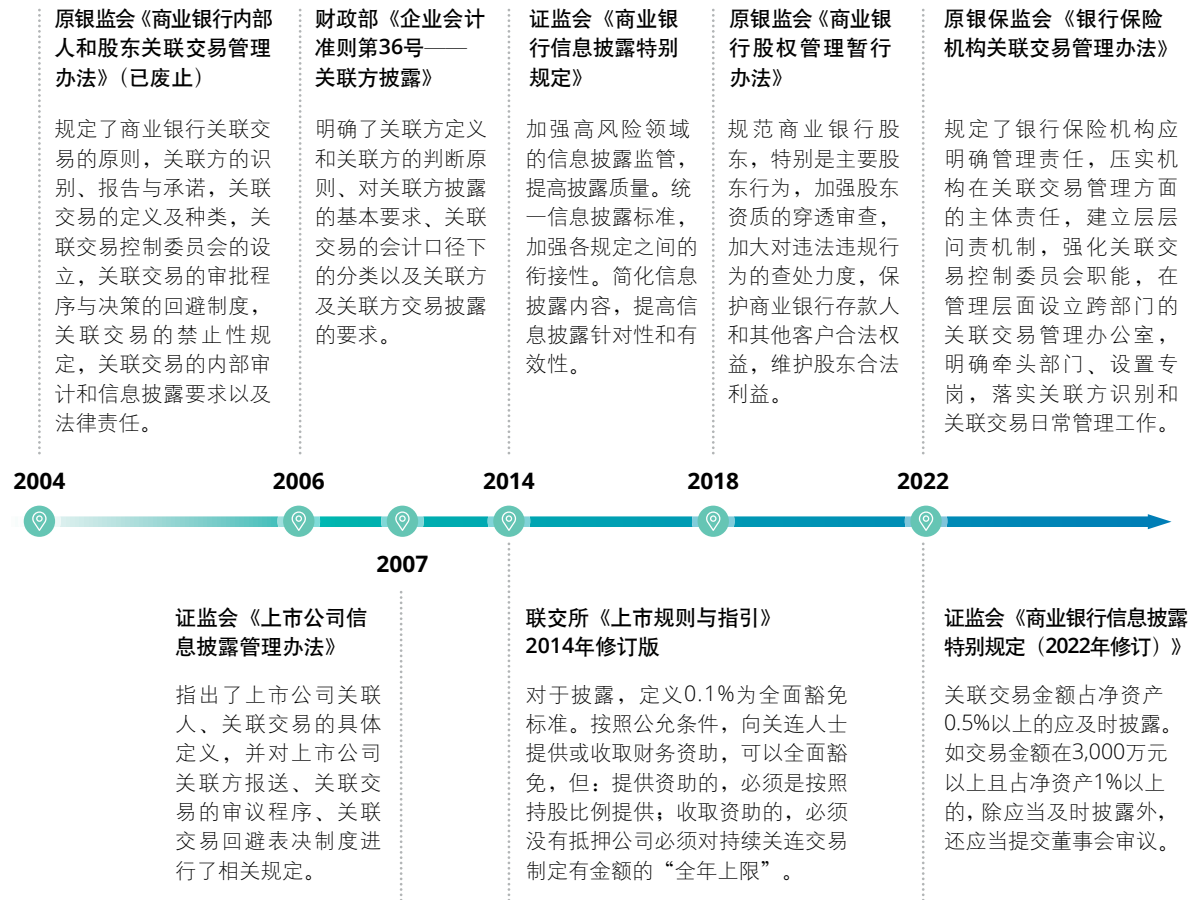 原银监会《商业银行内部
人和股东关联交易管理
办法》（已废止）
规定了商业银行关联交
易的原则，关联方的识
别、报告与承诺，关联
交易的定义及种类，关
联交易控制委员会的设
立，关联交易的审批程
序与决策的回避制度，
关联交易的禁止性规
定，关联交易的内部审
计和信息披露要求以及
法律责任。
财政部《企业会计
准则第36号——
关联方披露》
明确了关联方定义
和关联方的判断原
则、对关联方披露
的基本要求、关联
交易的会计口径下
的分类以及关联方
及关联方交易披露
的要求。
证监会《商业银
行信息披露特别
规定》
加强高风险领域
的信息披露监管，
提高披露质量。统
一信息披露标准，
加强各规定之间的
衔接性。简化信息
披露内容，提高信
息披露针对性和有
效性。
原银监会《商业银
行股权管理暂行
办法》
规范商业银行股
东，特别是主要股
东行为，加强股东
资质的穿透审查，
加大对违法违规行
为的查处力度，保
护商业银行存款人
和其他客户合法权
益，维护股东合法
利益。
原银保监会《银行保险
机构关联交易管理办法》
规定了银行保险机构应
明确管理责任，压实机
构在关联交易管理方面
的主体责任，建立层层
问责机制，强化关联交
易控制委员会职能，在
管理层面设立跨部门的
关联交易管理办公室，
明确牵头部门、设置专
岗，落实关联方识别和
关联交易日常管理工作。
2004
2006
2014
2018
2022
2007
证监会《上市公司信
息披露管理办法》
指出了上市公司关联
人、关联交易的具体
定义，并对上市公司
关联方报送、关联交
易的审议程序、关联
交易回避表决制度进
行了相关规定。
联交所《上市规则与指引》
2014年修订版
对于披露，定义0.1%为全面豁免
标准。按照公允条件，向关连人士
提供或收取财务资助，可以全面豁
免，但：提供资助的，必须是按照
持股比例提供；收取资助的，必须
没有抵押公司必须对持续关连交易
制定有金额的“全年上限”。
证监会《商业银行信息披露
特别规定（2022年修订）》
关联交易金额占净资产
0.5%以上的应及时披露。
如交易金额在3,000万元
以上且占净资产1%以上
的，除应当及时披露外，
还应当提交董事会审议。